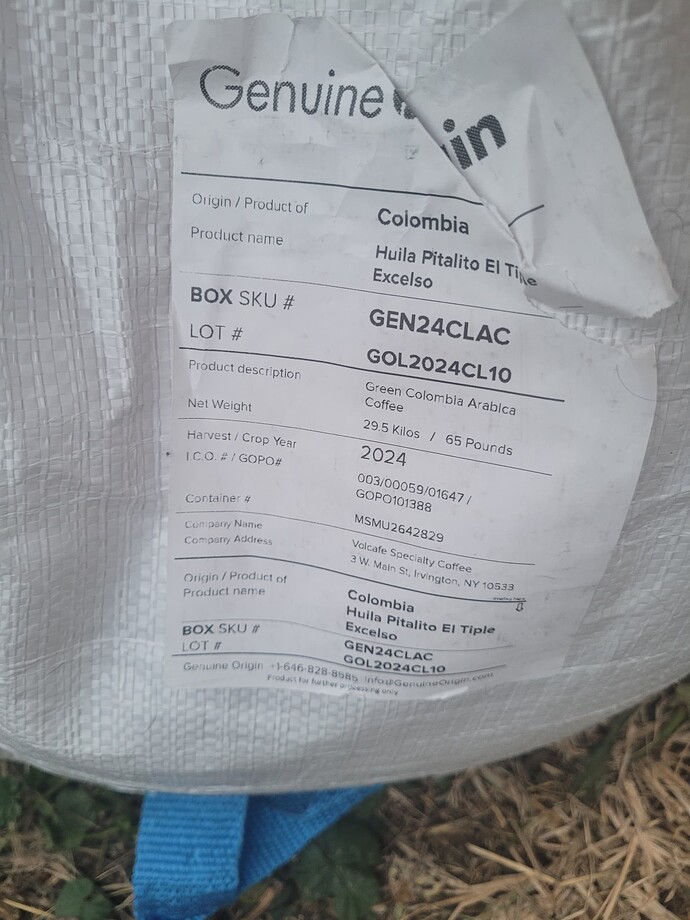 Genuine
in
Origin / Product of Colombia
Product name Huila Pitalito El Tiple
Excelso
BOX SKU # GEN24CLAC
LOT # GOL2024CL10
Product description Green Colombia Arabica
Coffee
Net Weight 29.5 Kilos / 65 Pounds
Harvest / Crop Year 2024
I.C.O. # / GOPO# 003/00059/01647 /
GOPO101388
Container # MSMU2642829
Company Name Volcafe Specialty Coffee
Company Address 3 W. Main St, Irvington, NY 10533
Origin / Product of Colombia
Product name Huila Pitalito El Tiple
Excelso
BOX SKU # GEN24CLAC
LOT # GOL2024CL10
Genuine Origin +1-646-828-8585 info@GenuineOrigin.com
Product for further processing only